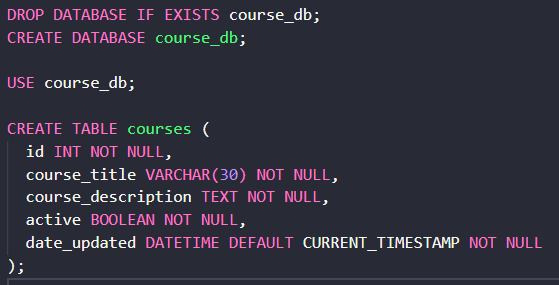 DROP DATABASE IF EXISTS course_db;
CREATE DATABASE course_db;

USE course_db;

CREATE TABLE courses (
  id INT NOT NULL,
  course_title VARCHAR(30) NOT NULL,
  course_description TEXT NOT NULL,
  active BOOLEAN NOT NULL,
  date_updated DATETIME DEFAULT CURRENT_TIMESTAMP NOT NULL
);